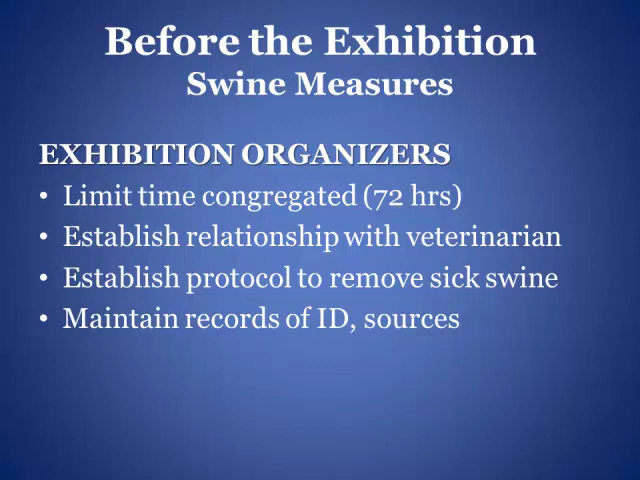 Before the Exhibition
Swine Measures
EXHIBITION ORGANIZERS
• Limit time congregated (72 hrs)
• Establish relationship with veterinarian
• Establish protocol to remove sick swine
• Maintain records of ID, sources